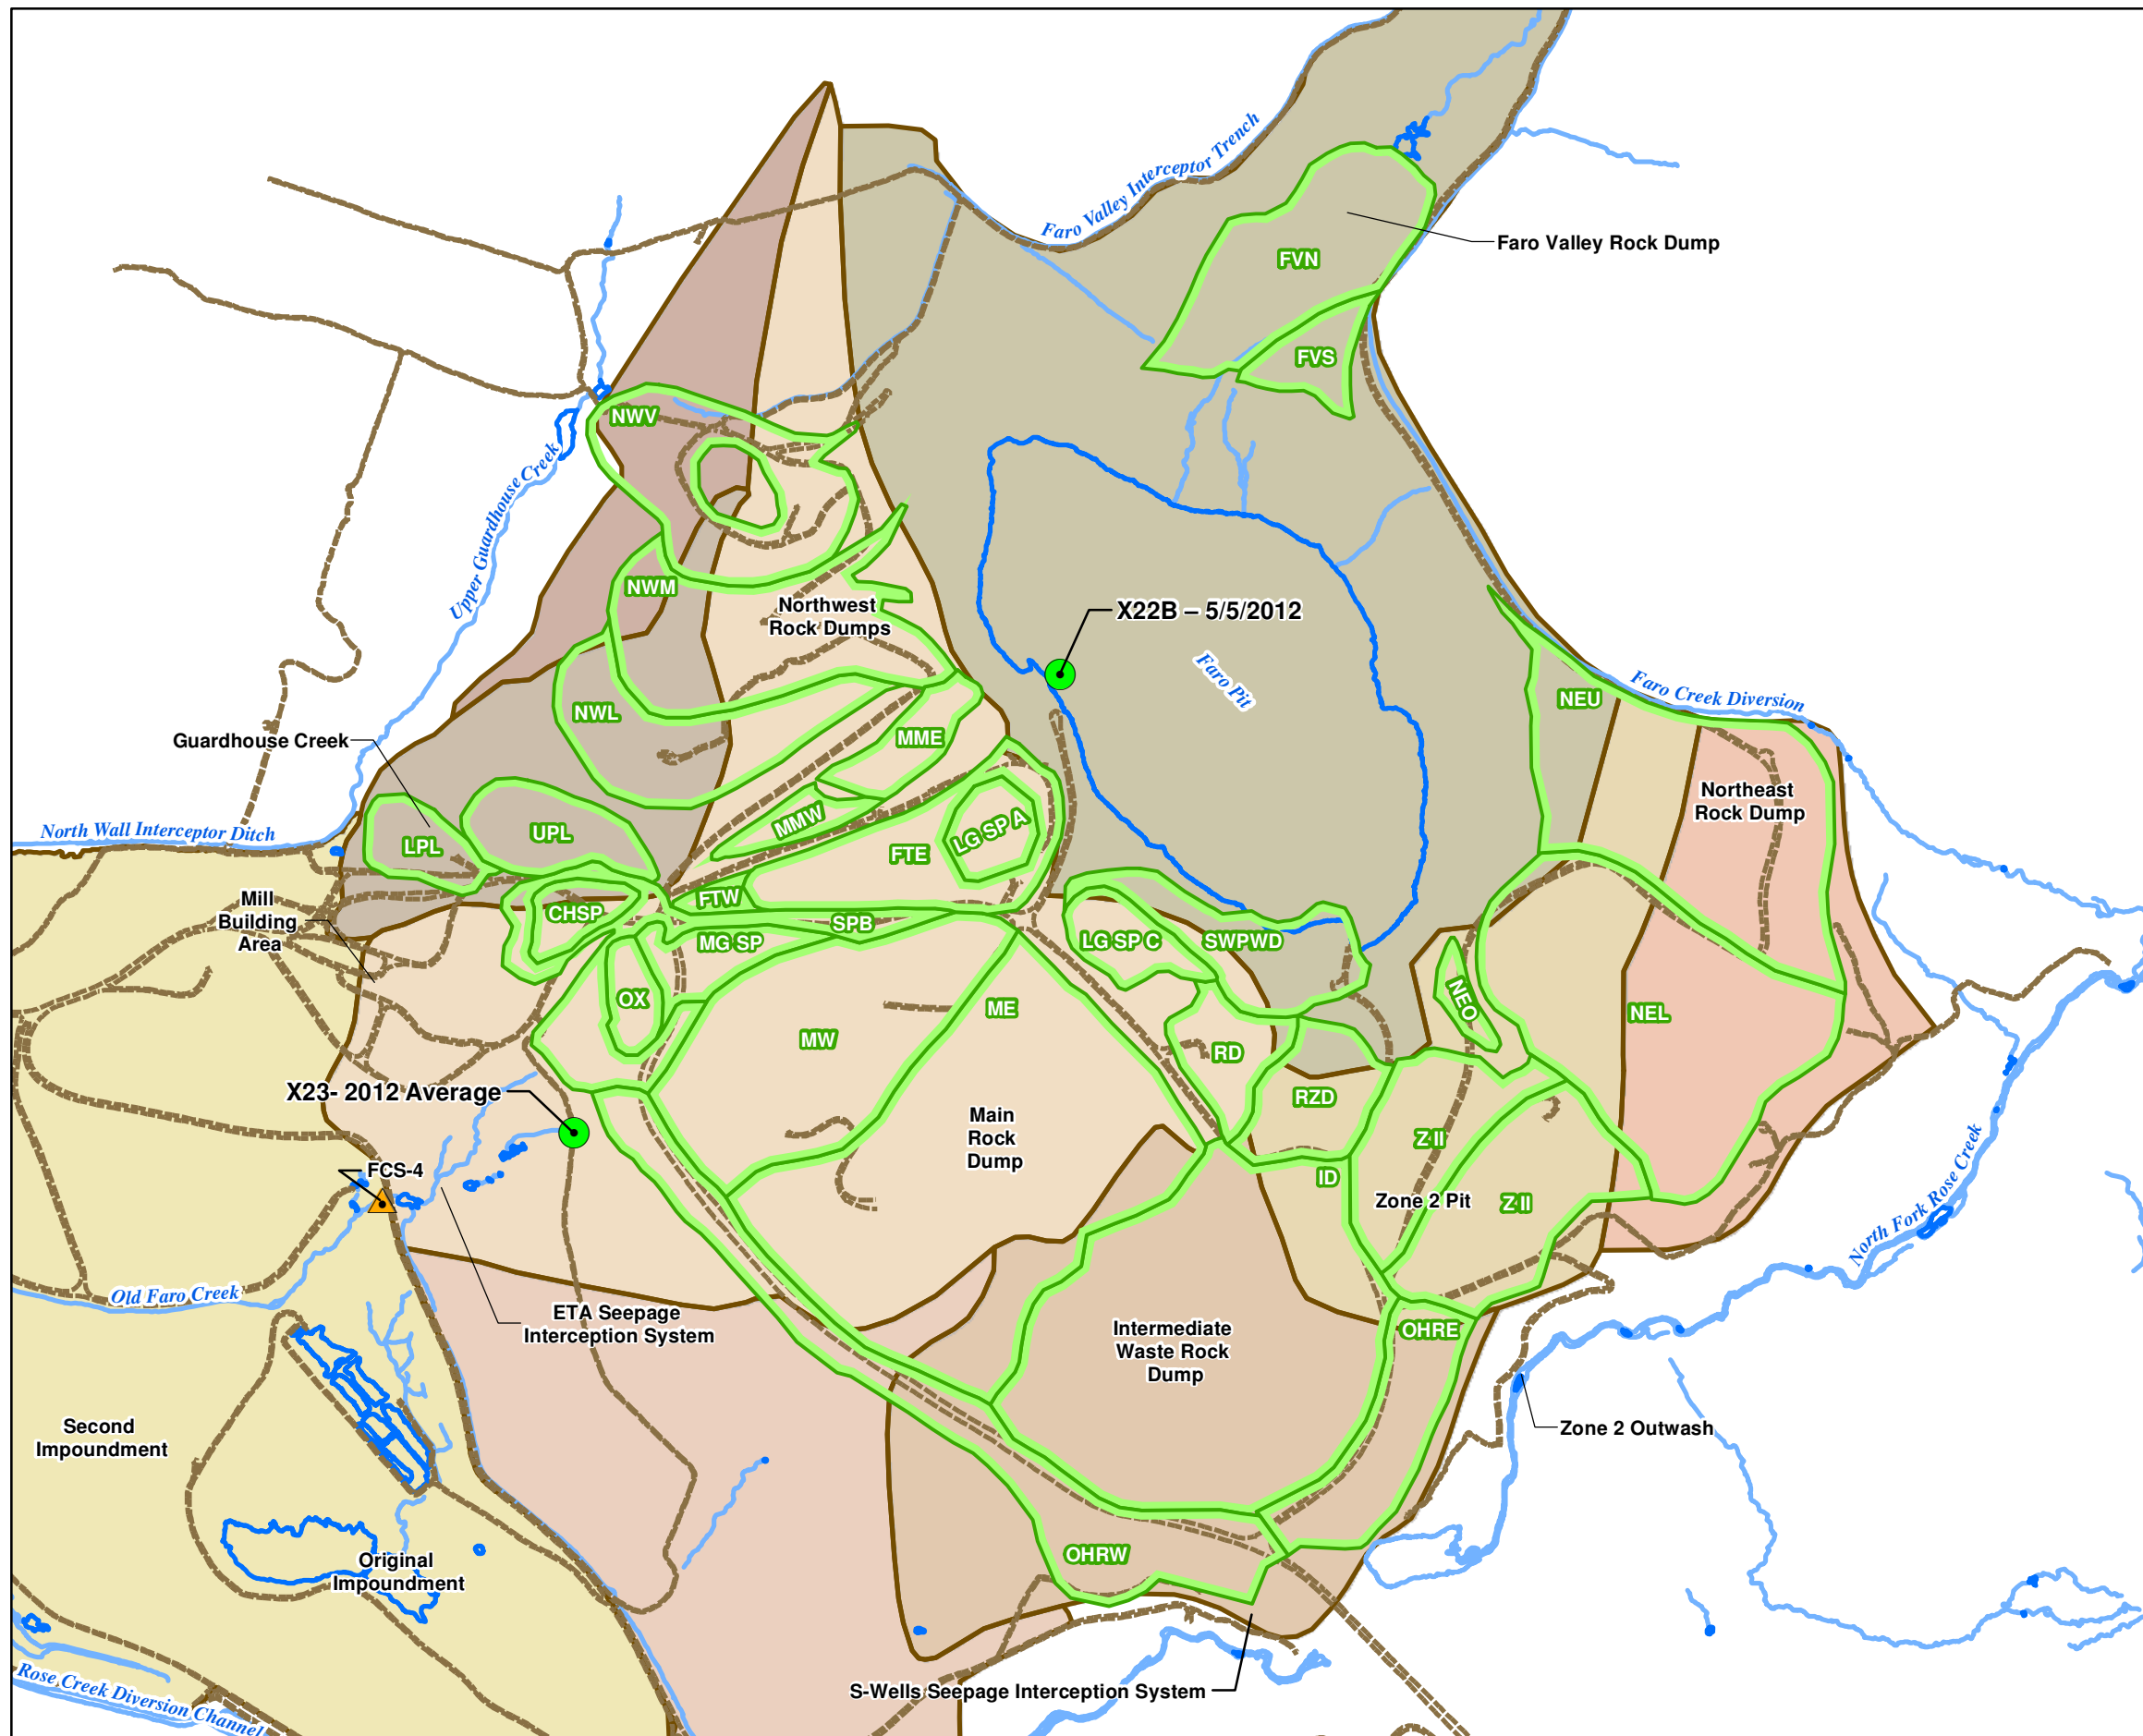 Faro Valley Interceptor Trench
Faro Valley Rock Dump
FVN
FVS
NWV
Upper Guardhouse Creek
NWM
Northwest
Rock Dumps
X22B – 5/5/2012
Faro Pit
NEU
Faro Creek Diversion
NWL
MME
Guardhouse Creek
Northeast
Rock Dump
MMW
LG SP A
North Wall Interceptor Ditch
LPL
UPL
FTE
Mill
Building
Area
CHSP
FTW
SPB
MG SP
LG SP C
SWPWD
OX
NEO
NEL
MW
ME
RD
X23- 2012 Average
RZD
Main
Rock
Dump
Z II
FCS-4
ID
Zone 2 Pit
Z II
North Fork Rose Creek
Old Faro Creek
ETA Seepage
Interception System
Intermediate
Waste Rock
Dump
OHRE
Second
Impoundment
Zone 2 Outwash
Original
Impoundment
OHRW
S-Wells Seepage Interception System
Rose Creek Diversion Channel